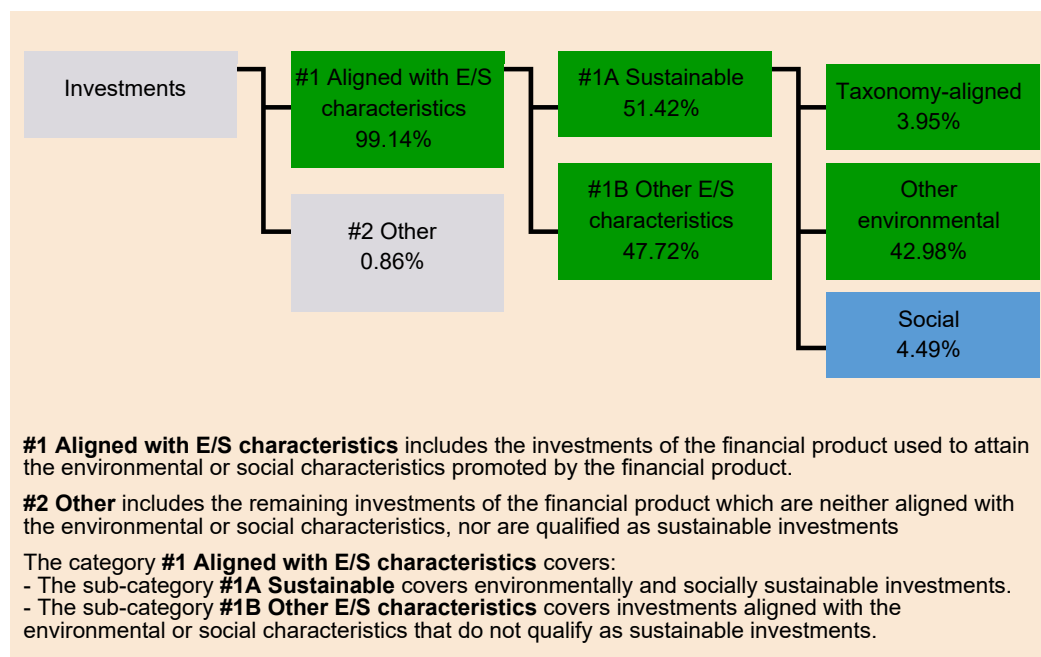 Investments
#1 Aligned with E/S
characteristics
99.14%
#2 Other
0.86%
#1A Sustainable
51.42%
#1B Other E/S
characteristics
47.72%
Taxonomy-aligned
3.95%
Other
environmental
42.98%
Social
4.49%
#1 Aligned with E/S characteristics includes the investments of the financial product used to attain
the environmental or social characteristics promoted by the financial product.
#2 Other includes the remaining investments of the financial product which are neither aligned with
the environmental or social characteristics, nor are qualified as sustainable investments
The category #1 Aligned with E/S characteristics covers:
- The sub-category #1A Sustainable covers environmentally and socially sustainable investments.
- The sub-category #1B Other E/S characteristics covers investments aligned with the
environmental or social characteristics that do not qualify as sustainable investments.